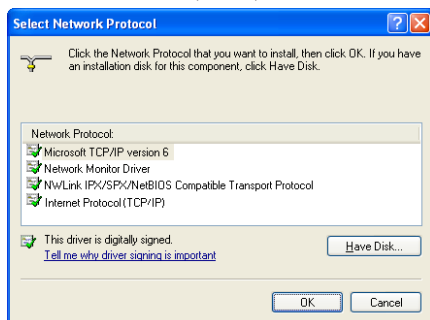 Select Network Protocol
Click the Network Protocol that you want to install, then click OK. If you have
an installation disk for this component, click Have Disk.
Network Protocol:
Microsoft TCP/IP version 6
Network Monitor Driver
NWLink IPX/SPX/NetBIOS Compatible Transport Protocol
Internet Protocol (TCP/IP)
This driver is digitally signed.
Tell me why driver signing is important
Have Disk...
OK
Cancel